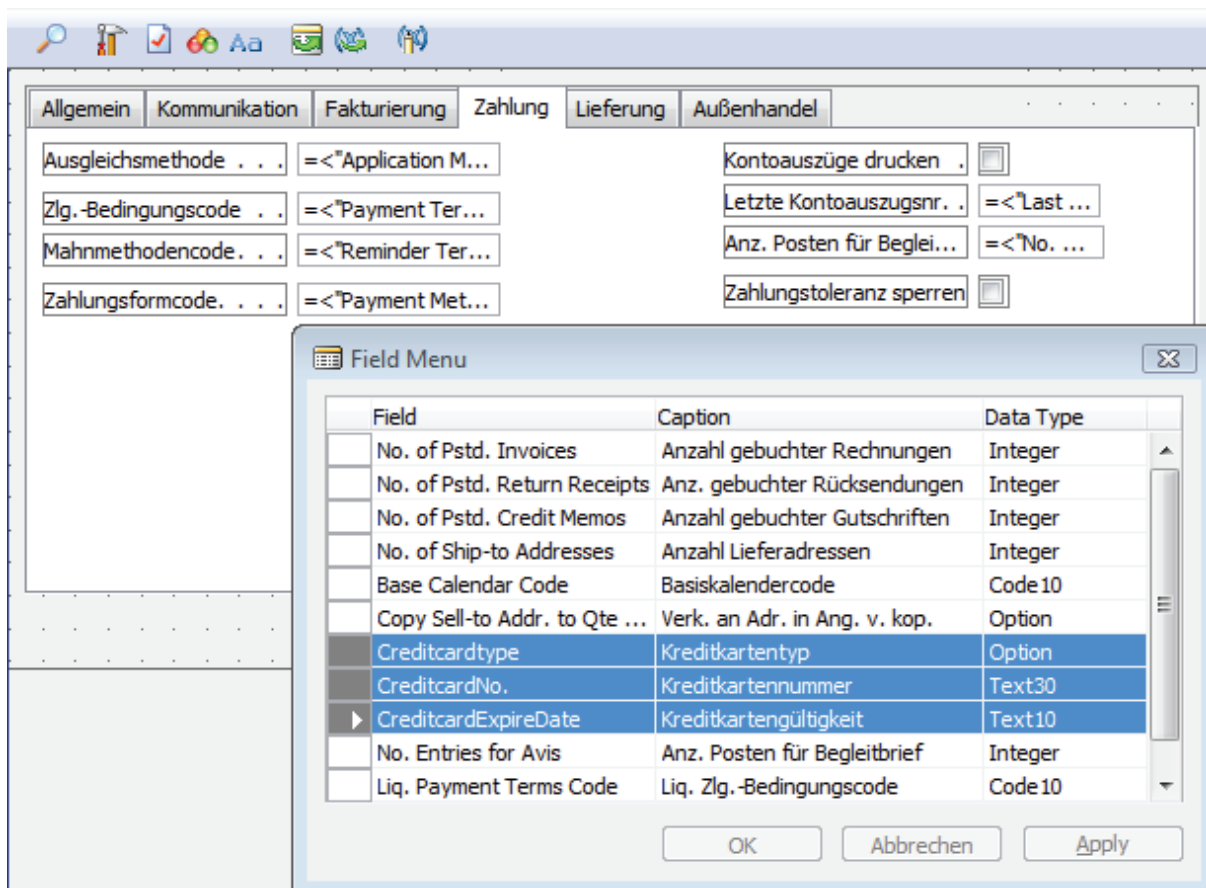 Aa
Allgemein Kommunikation Fakturierung Zahlung Lieferung Außenhandel
Ausgleichsmethode . . . =<"Application M... Kontoauszüge drucken .
Zlg.-Bedingungscode . . =<"Payment Ter... Letzte Kontoauszugsnr. . =<"Last ...
Mahnmethodencode. . . =<"Reminder Ter... Anz. Posten für Beglei... =<"No. ...
Zahlungsformcode. . . . =<"Payment Met... Zahlungstoleranz sperren
Field Menu
Field Caption Data Type
No. of Pstd. Invoices Anzahl gebuchter Rechnungen Integer
No. of Pstd. Return Receipts Anz. gebuchter Rücksendungen Integer
No. of Pstd. Credit Memos Anzahl gebuchter Gutschriften Integer
No. of Ship-to Addresses Anzahl Lieferadressen Integer
Base Calendar Code Basiskalendercode Code10
Copy Sell-to Addr. to Qte ... Verk. an Adr. in Ang. v. kop. Option
Creditcardtype Kreditkartentyp Option
CreditcardNo. Kreditkartennummer Text30
CreditcardExpireDate Kreditkartengültigkeit Text10
No. Entries for Avis Anz. Posten für Begleitbrief Integer
Liq. Payment Terms Code Liq. Zlg.-Bedingungscode Code10
OK Abbrechen Apply